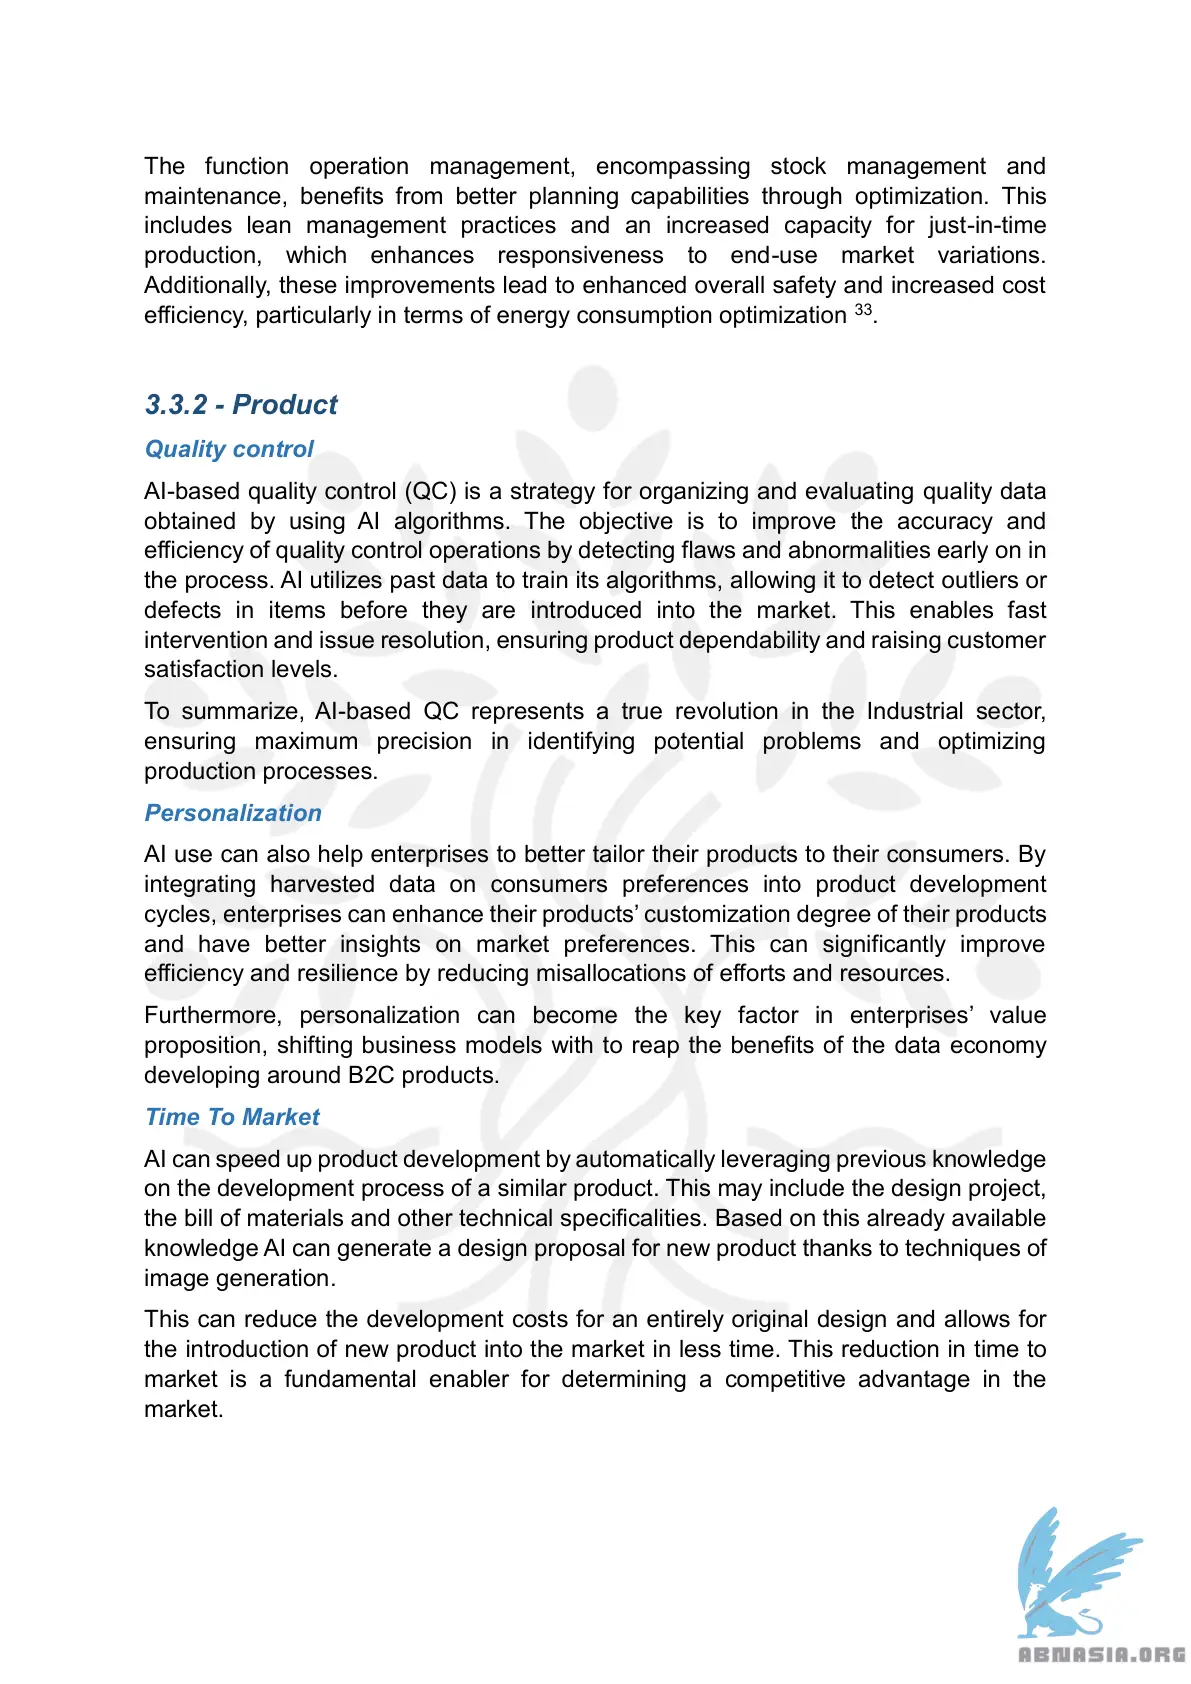 The function operation management, encompassing stock management and
maintenance, benefits from better planning capabilities through optimization. This
includes lean management practices and an increased capacity for just-in-time
production, which enhances responsiveness to end-use market variations.
Additionally, these improvements lead to enhanced overall safety and increased cost
efficiency, particularly in terms of energy consumption optimization 33.
3.3.2 - Product
Quality control
AI-based quality control (QC) is a strategy for organizing and evaluating quality data
obtained by using AI algorithms. The objective is to improve the accuracy and
efficiency of quality control operations by detecting flaws and abnormalities early on in
the process. AI utilizes past data to train its algorithms, allowing it to detect outliers or
defects in items before they are introduced into the market. This enables fast
intervention and issue resolution, ensuring product dependability and raising customer
satisfaction levels.
To summarize, AI-based QC represents a true revolution in the Industrial sector,
ensuring maximum precision in identifying potential problems and optimizing
production processes.
Personalization
AI use can also help enterprises to better tailor their products to their consumers. By
integrating harvested data on consumers preferences into product development
cycles, enterprises can enhance their products’ customization degree of their products
and have better insights on market preferences. This can significantly improve
efficiency and resilience by reducing misallocations of efforts and resources.
Furthermore, personalization can become the key factor in enterprises’ value
proposition, shifting business models with to reap the benefits of the data economy
developing around B2C products.
Time To Market
AI can speed up product development by automatically leveraging previous knowledge
on the development process of a similar product. This may include the design project,
the bill of materials and other technical specificalities. Based on this already available
knowledge AI can generate a design proposal for new product thanks to techniques of
image generation.
This can reduce the development costs for an entirely original design and allows for
the introduction of new product into the market in less time. This reduction in time to
market is a fundamental enabler for determining a competitive advantage in the
market.
ABNASIA.ORG